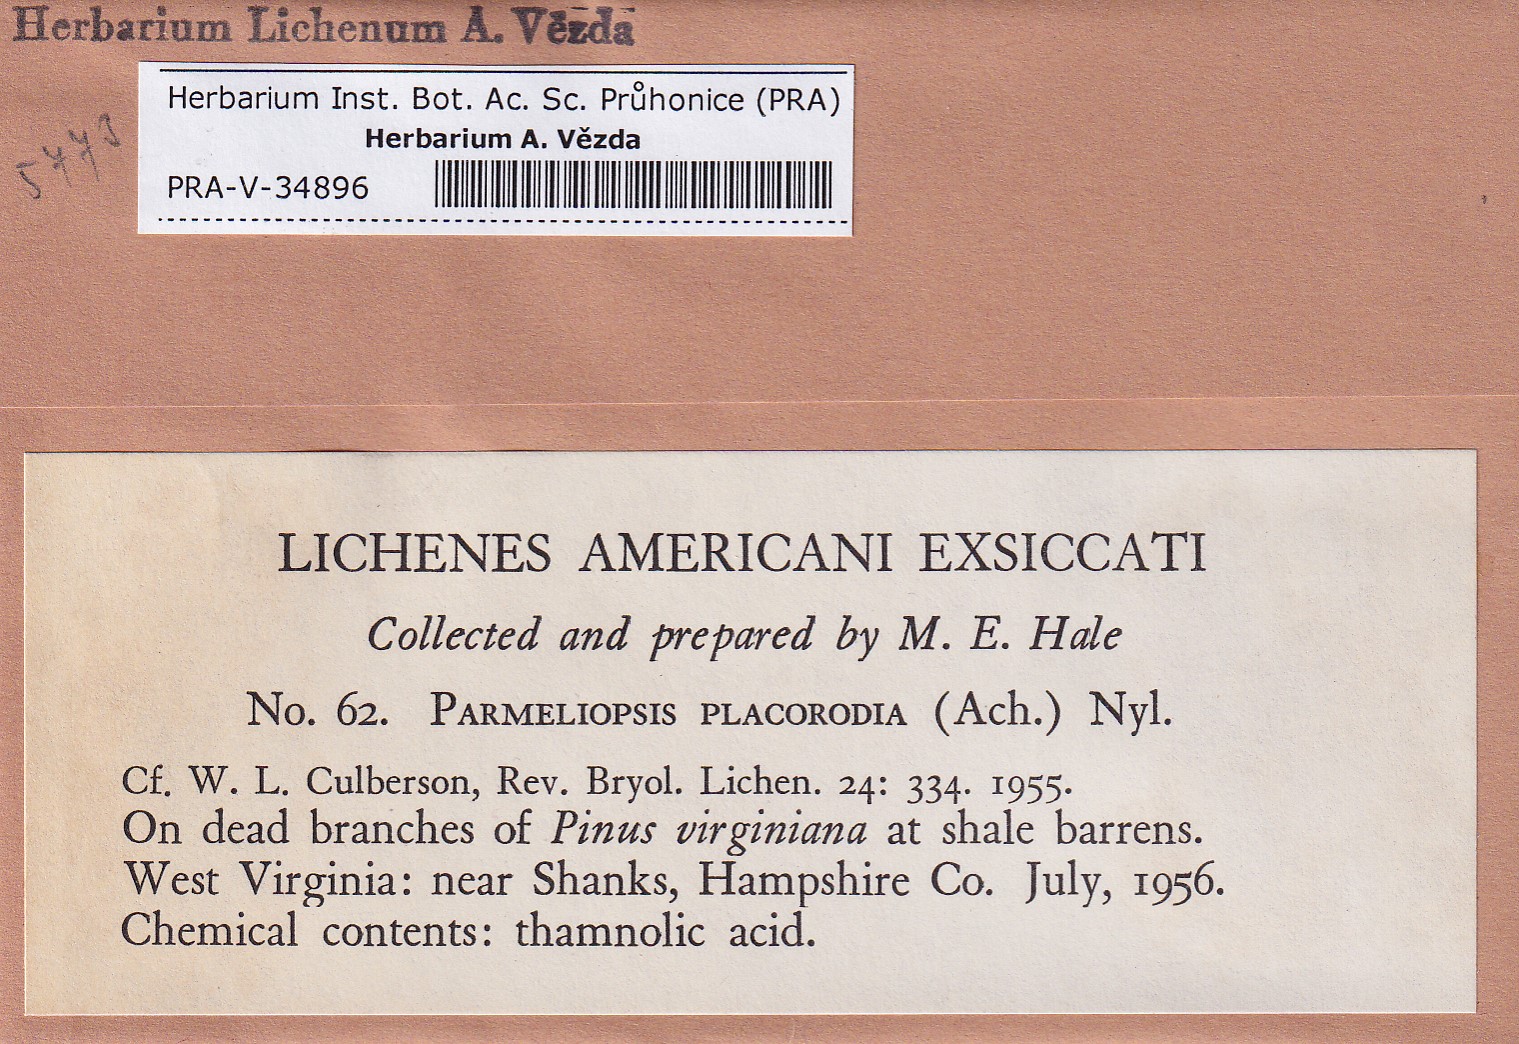 Herbarium Lichenum A. Vězda
Herbarium Inst. Bot. Ac. Sc. Průhonice (PRA)
Herbarium A. Vězda
PRA-V-34896
LICHENES AMERICANI EXSICCATI
Collected and prepared by M. E. Hale
No. 62. PARMELIOPSIS PLACORODIA (Ach.) Nyl.
Cf. W. L. Culberson, Rev. Bryol. Lichen. 24: 334. 1955.
On dead branches of Pinus virginiana at shale barrens.
West Virginia: near Shanks, Hampshire Co. July, 1956.
Chemical contents: thamnolic acid.